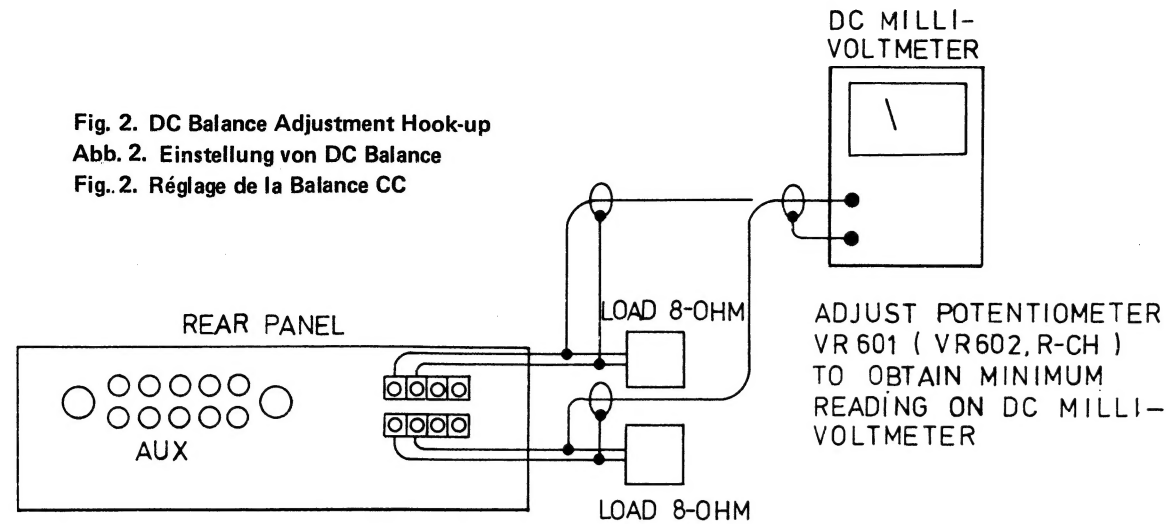 DC MILLI-
VOLTMETER
Fig. 2. DC Balance Adjustment Hook-up
Abb. 2. Einstellung von DC Balance
Fig. 2. Réglage de la Balance CC
LOAD 8-OHM
REAR PANEL
AUX
LOAD 8-OHM
ADJUST POTENTIOMETER
VR601 ( VR602, R-CH )
TO OBTAIN MINIMUM
READING ON DC MILLI-
VOLTMETER